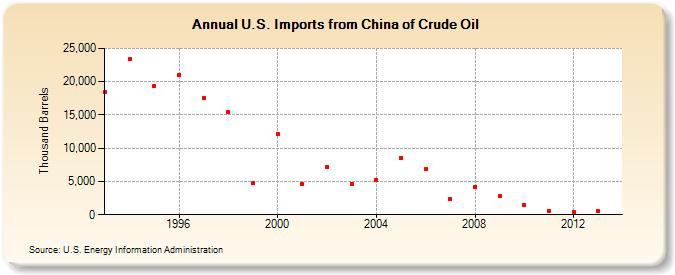 Annual U.S. Imports from China of Crude Oil
Thousand Barrels
25,000
20,000
15,000
10,000
5,000
0
1996 2000 2004 2008 2012
Source: U.S. Energy Information Administration